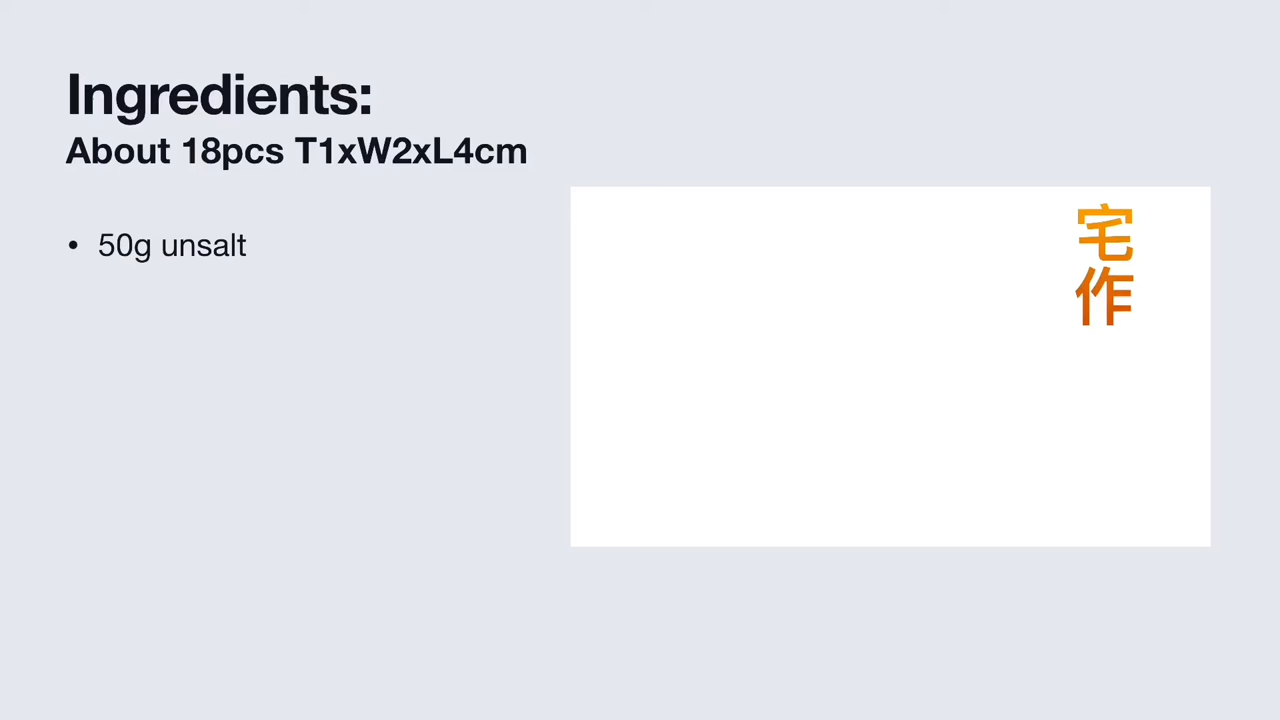 Ingredients:
About 18pcs T1xW2xL4cm
• 50g unsalt
宅作